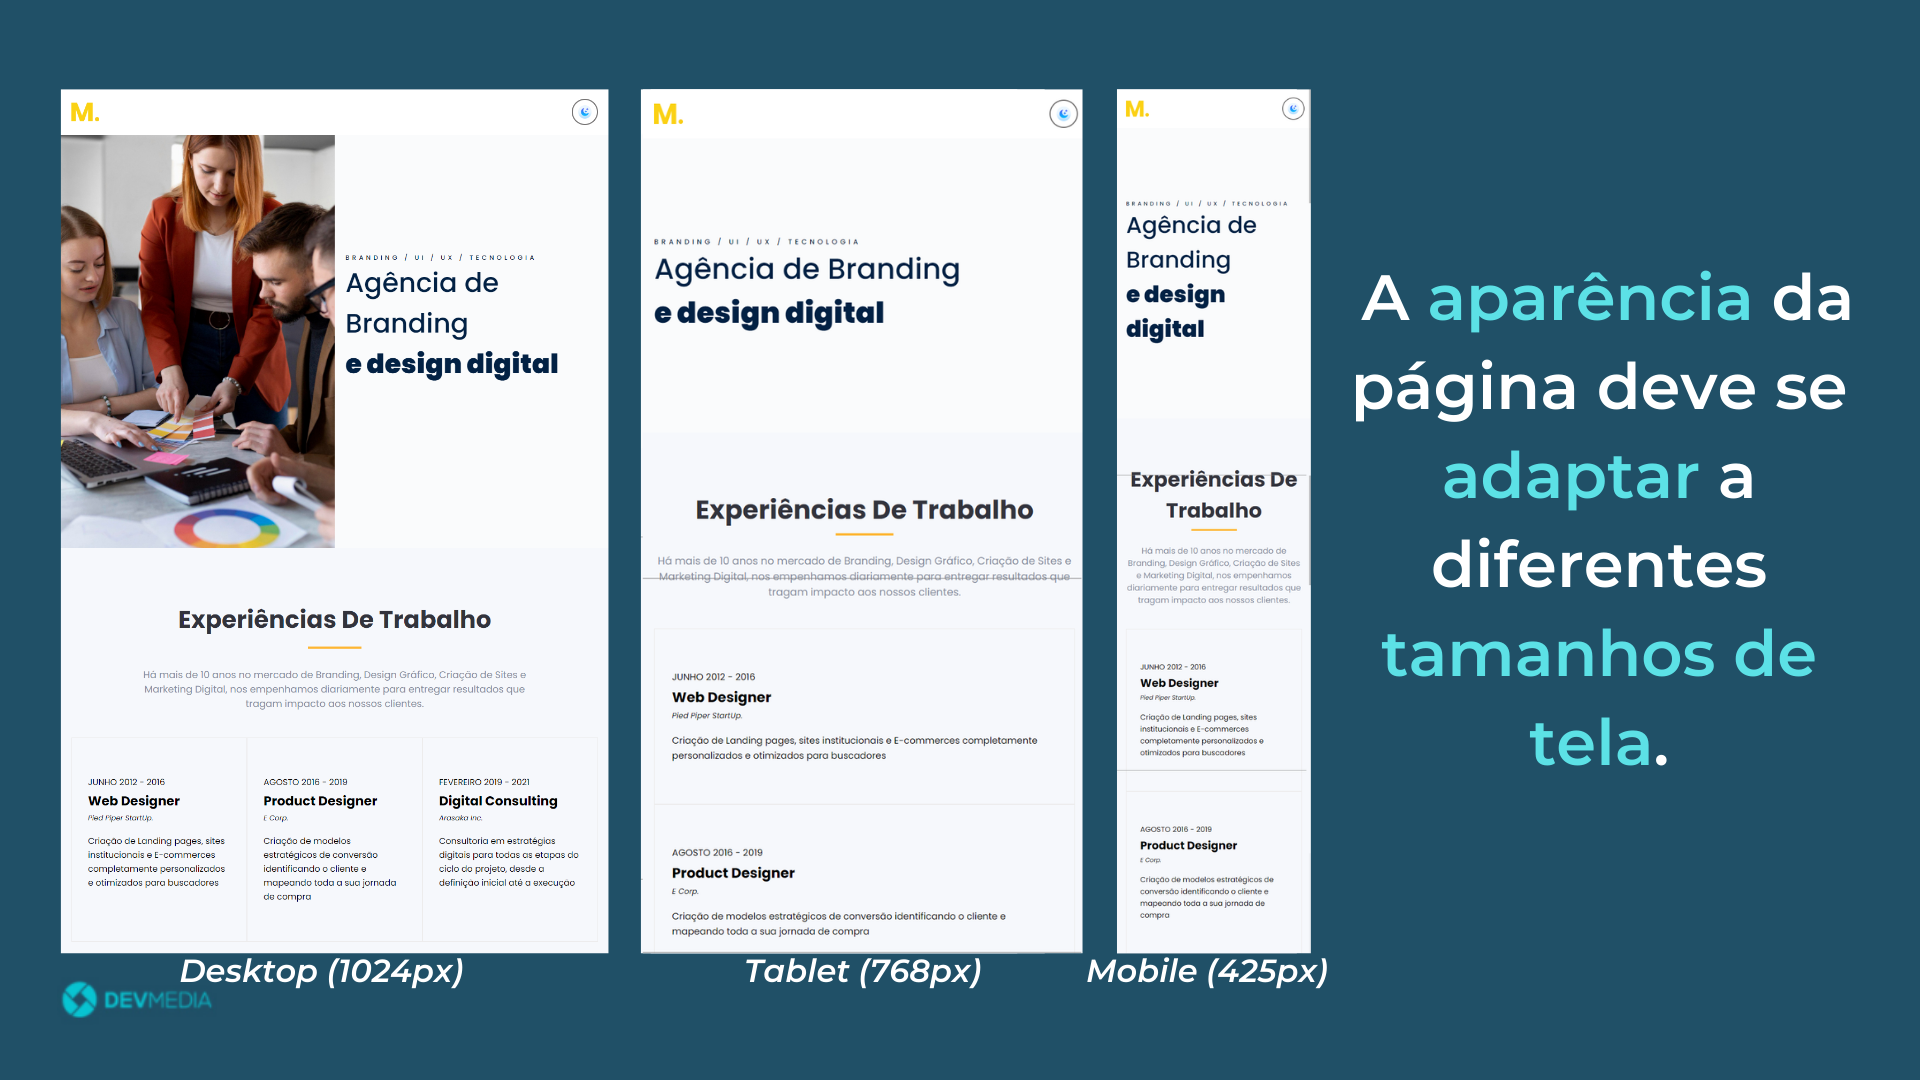 M.
BRANDING / UI / UX / TECNOLOGIA
Agência de
Branding
e design digital
Experiências De Trabalho
Há mais de 10 anos no mercado de Branding, Design Gráfico, Criação de Sites e
Marketing Digital, nos empenhamos diariamente para entregar resultados que
tragam impacto aos nossos clientes.
JUNHO 2012 - 2016
Web Designer
Pied Piper StartUp.
Criação de Landing pages, sites
institucionais e E-commerces
completamente personalizados
e otimizados para buscadores
AGOSTO 2016 - 2019
Product Designer
E Corp.
Criação de modelos
estratégicos de conversão
identificando o cliente e
mapeando toda a sua jornada
de compra
FEVEREIRO 2019 - 2021
Digital Consulting
Arasaka Inc.
Consultoria em estratégias
digitais para todas as etapas do
ciclo do projeto, desde a
definição inicial até a execução
Desktop (1024px)
M.
BRANDING / UI / UX / TECNOLOGIA
Agência de Branding
e design digital
Experiências De Trabalho
Há mais de 10 anos no mercado de Branding, Design Gráfico, Criação de Sites e
Marketing Digital, nos empenhamos diariamente para entregar resultados que
tragam impacto aos nossos clientes.
JUNHO 2012 - 2016
Web Designer
Pied Piper StartUp.
Criação de Landing pages, sites institucionais e E-commerces completamente
personalizados e otimizados para buscadores
AGOSTO 2016 - 2019
Product Designer
E Corp.
Criação de modelos estratégicos de conversão identificando o cliente e
mapeando toda a sua jornada de compra
Tablet (768px)
M.
BRANDING / UI / UX / TECNOLOGIA
Agência de
Branding
e design
digital
Experiências De
Trabalho
Há mais de 10 anos no mercado de
Branding, Design Gráfico, Criação de Sites
e Marketing Digital, nos empenhamos
diariamente para entregar resultados que
tragam impacto aos nossos clientes.
JUNHO 2012 - 2016
Web Designer
Pied Piper StartUp.
Criação de Landing pages, sites
institucionais e E-commerces
completamente personalizados e
otimizados para buscadores
AGOSTO 2016 - 2019
Product Designer
E Corp.
Criação de modelos estratégicos de
conversão identificando o cliente e
mapeando toda a sua jornada de
compra
Mobile (425px)
A aparência da
página deve se
adaptar a
diferentes
tamanhos de
tela.
DEVMEDIA